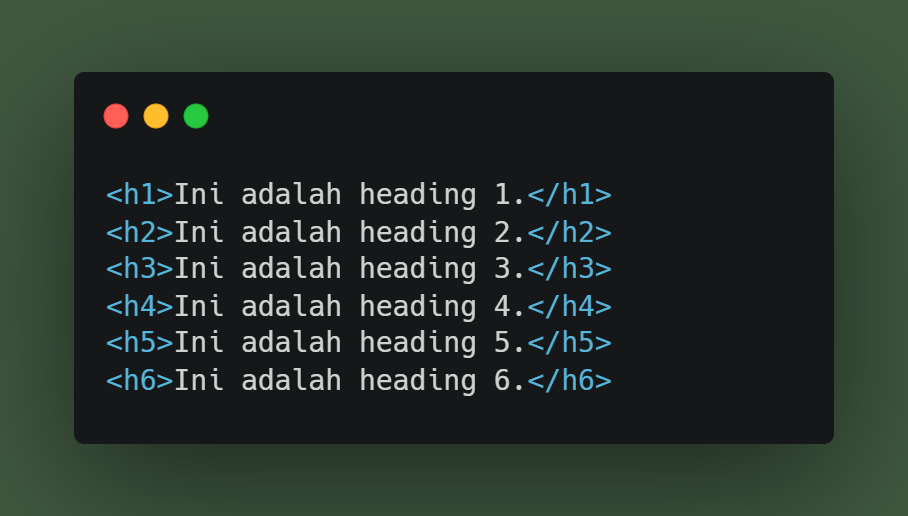 <h1>Ini adalah heading 1.</h1>
<h2>Ini adalah heading 2.</h2>
<h3>Ini adalah heading 3.</h3>
<h4>Ini adalah heading 4.</h4>
<h5>Ini adalah heading 5.</h5>
<h6>Ini adalah heading 6.</h6>